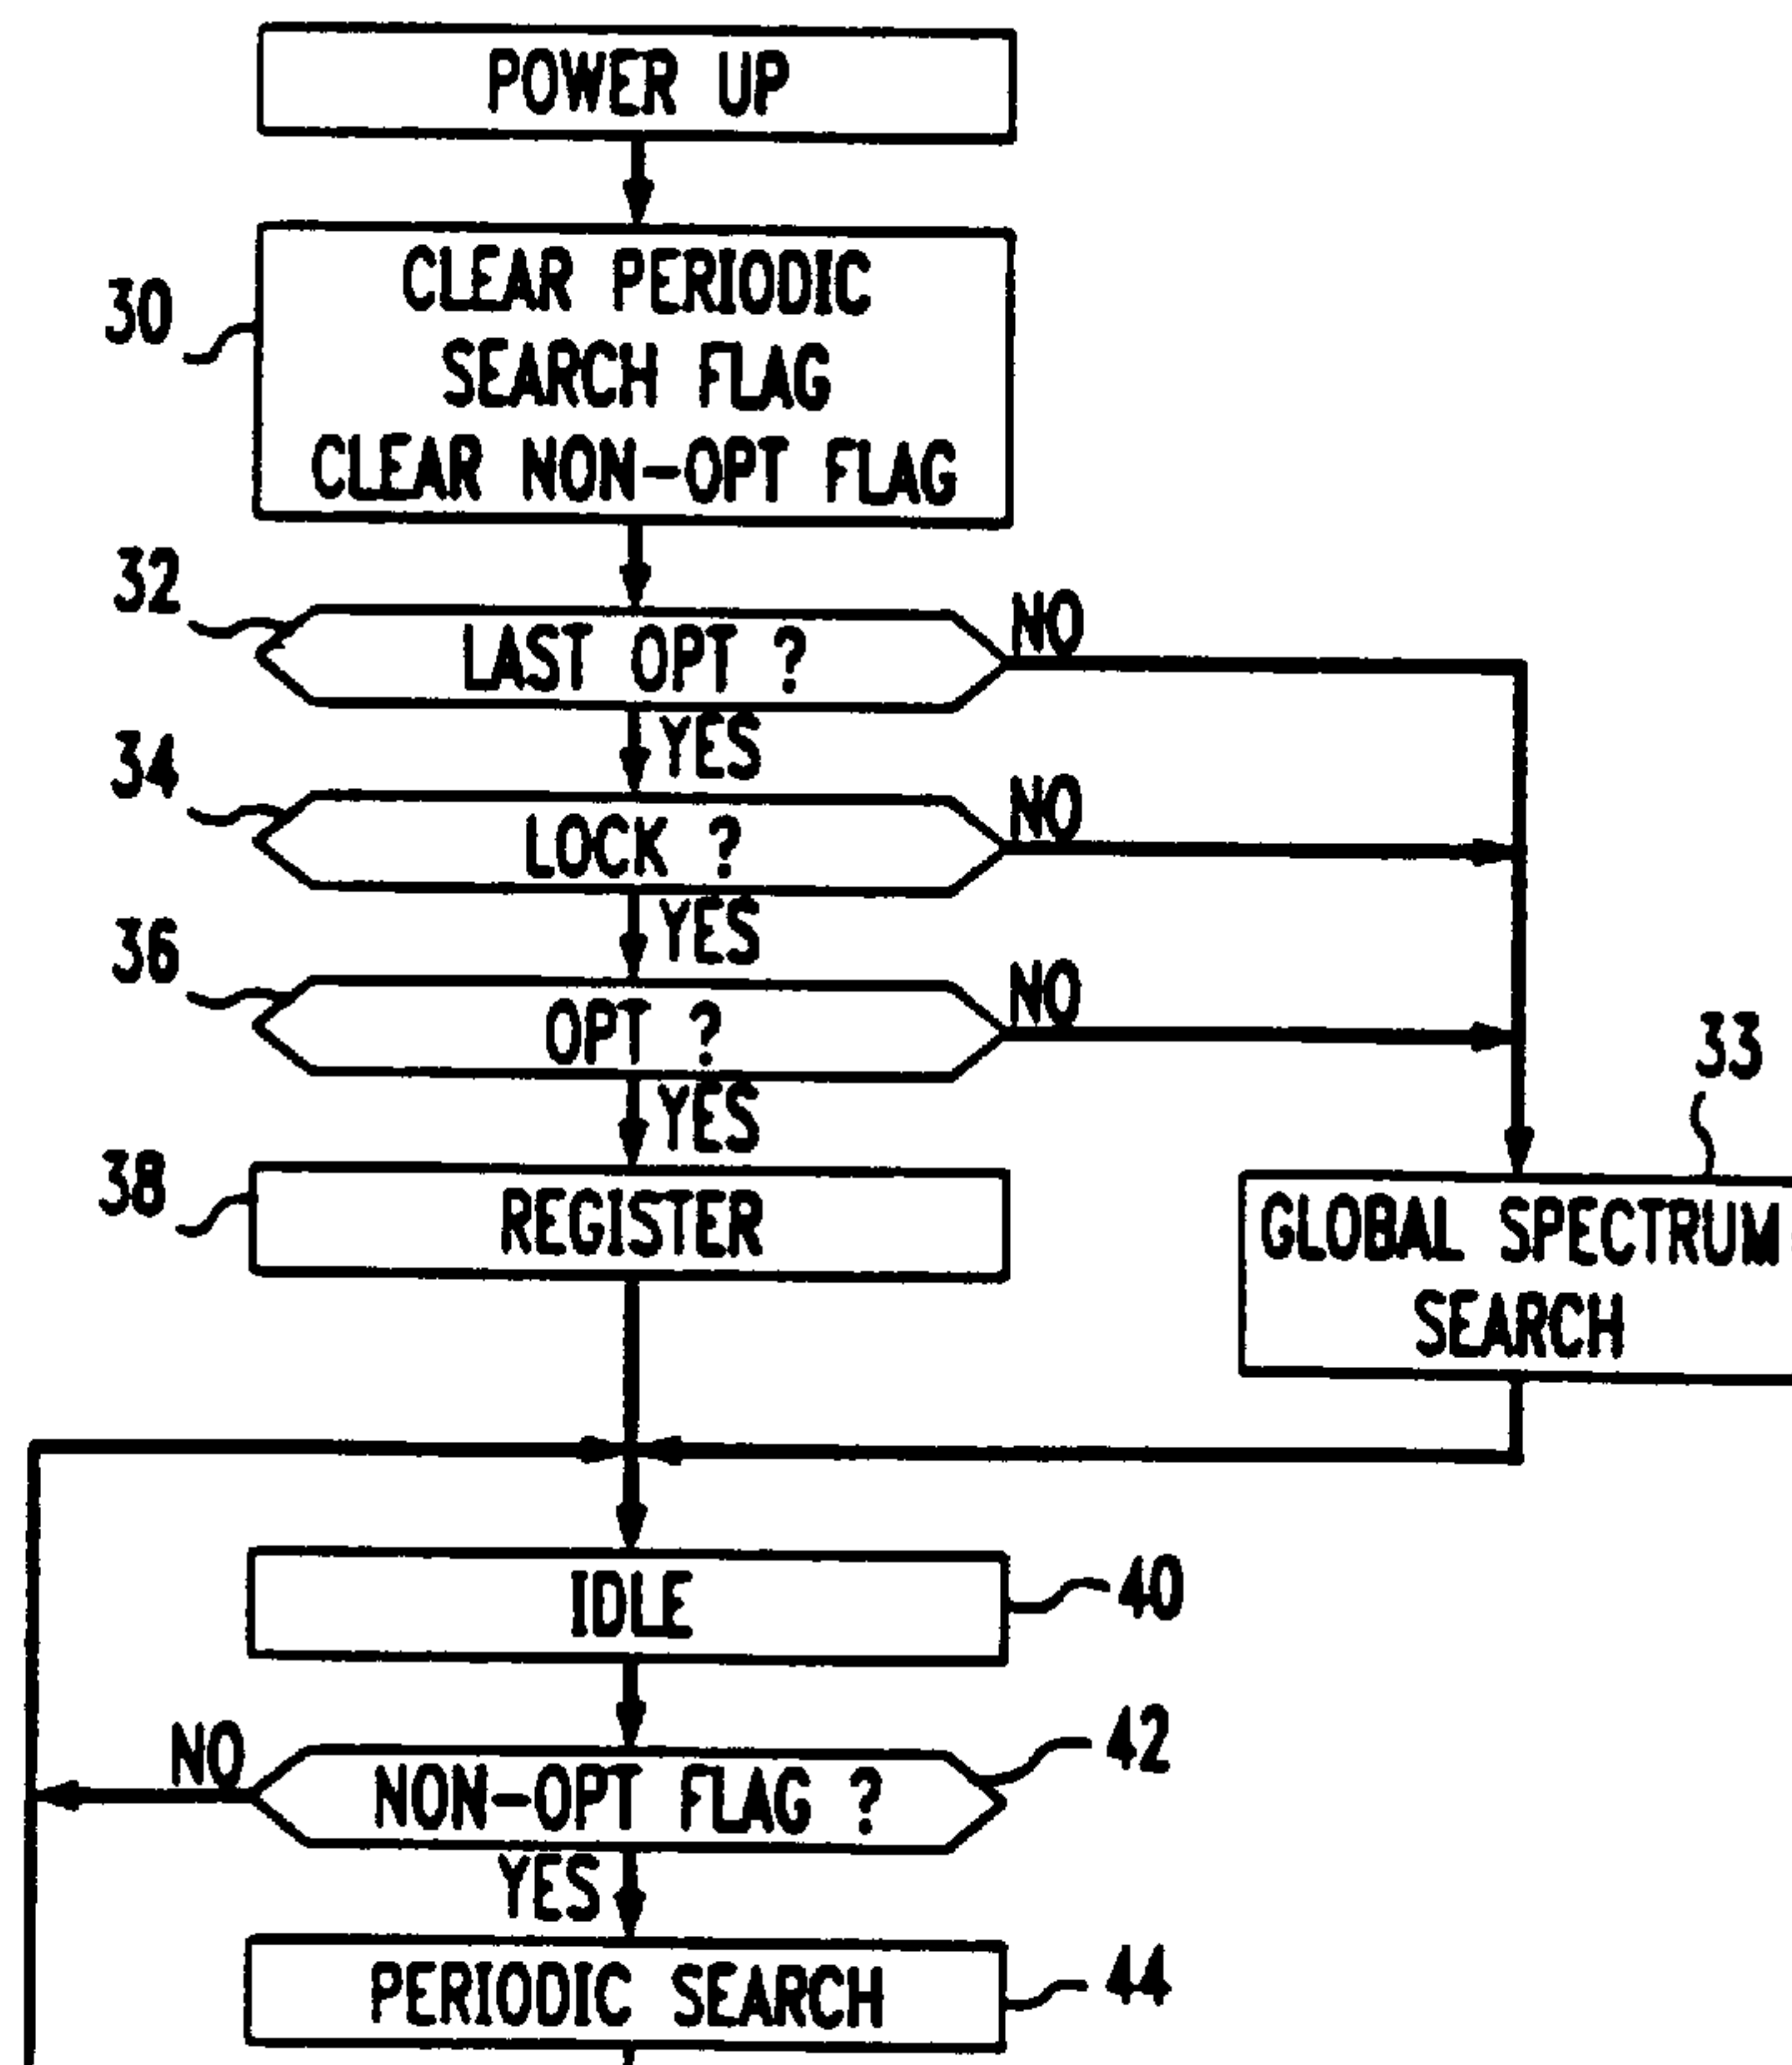 POWER UP
30
CLEAR PERIODIC
SEARCH FLAG
CLEAR NON-OPT FLAG
32
LAST OPT ?
NO
YES
34
LOCK ?
NO
YES
36
OPT ?
NO
YES
33
38
REGISTER
GLOBAL SPECTRUM
SEARCH
IDLE
40
42
NO
NON-OPT FLAG ?
YES
PERIODIC SEARCH
44